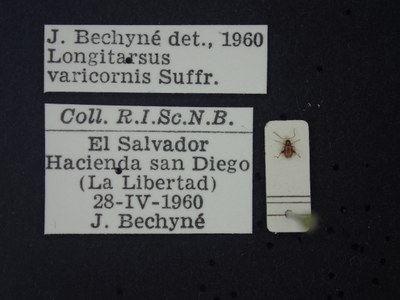 J. Bechyné det., 1960
Longitarsus
varicornis Suffr.
Coll. R.I.Sc.N.B.
El Salvador
Hacienda san Diego
(La Libertad)
28-IV-1960
J. Bechyné